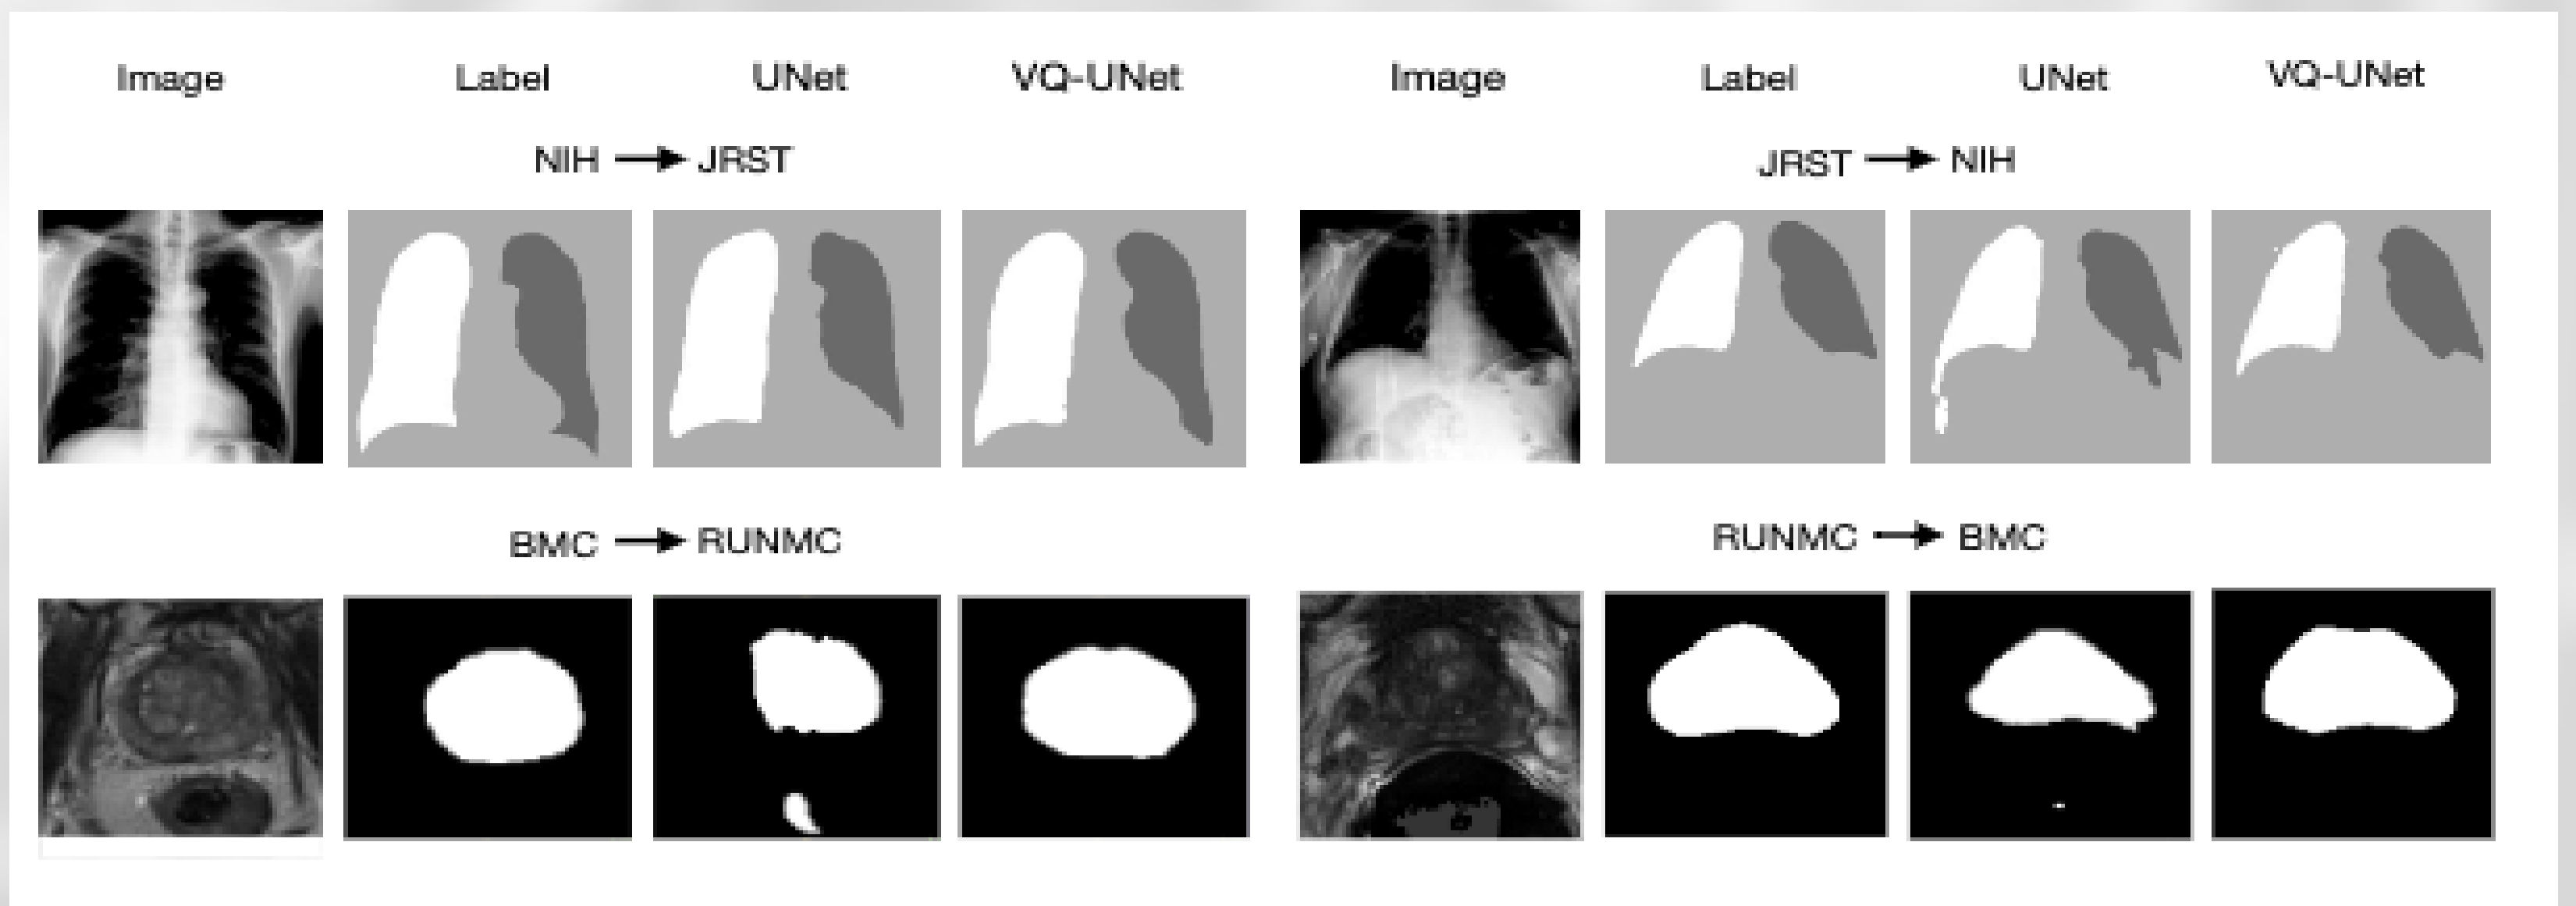 Image Label UNet VQ-UNet Image Label UNet VQ-UNet
NIH → JRST JRST → NIH
BMC → RUNMC RUNMC → BMC